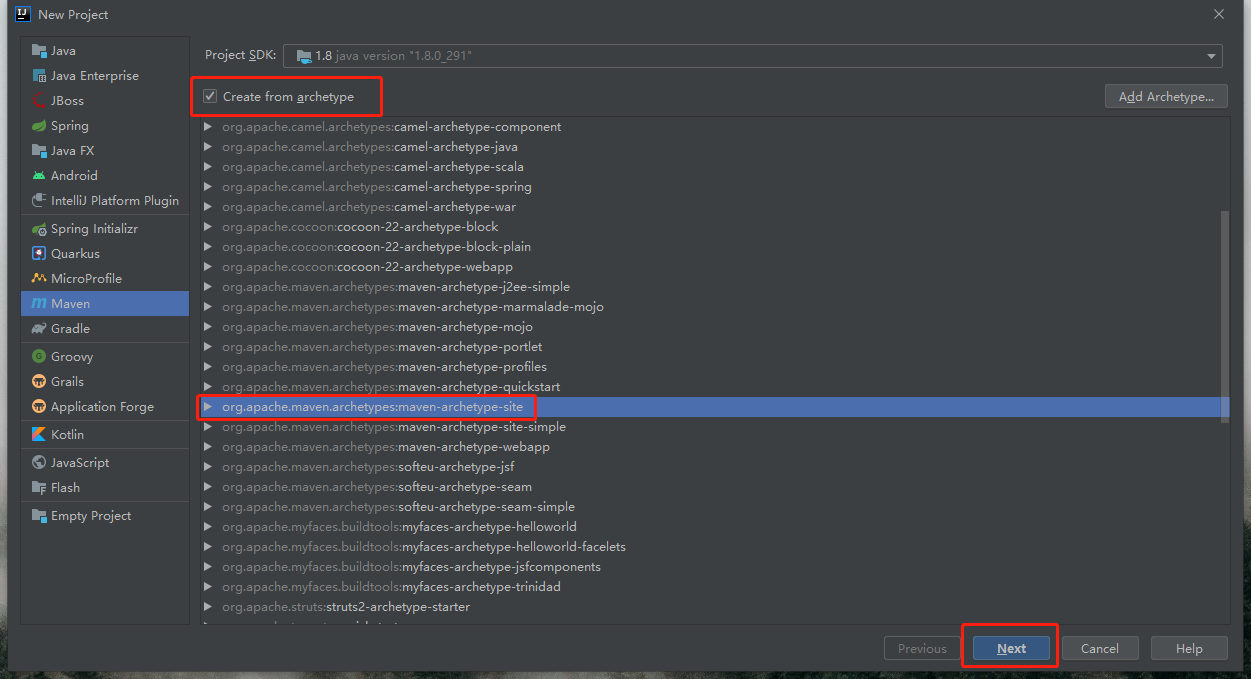 New Project
Java
Java Enterprise
JBoss
Spring
Java FX
Android
IntelliJ Platform Plugin
Spring Initializr
Quarkus
MicroProfile
Maven
Gradle
Groovy
Grails
Application Forge
Kotlin
JavaScript
Flash
Empty Project
Project SDK: 1.8 java version "1.8.0_291"
Create from archetype
Add Archetype...
org.apache.camel.archetypes:camel-archetype-component
org.apache.camel.archetypes:camel-archetype-java
org.apache.camel.archetypes:camel-archetype-scala
org.apache.camel.archetypes:camel-archetype-spring
org.apache.camel.archetypes:camel-archetype-war
org.apache.cocoon:cocoon-22-archetype-block
org.apache.cocoon:cocoon-22-archetype-block-plain
org.apache.cocoon:cocoon-22-archetype-webapp
org.apache.maven.archetypes:maven-archetype-j2ee-simple
org.apache.maven.archetypes:maven-archetype-marmalade-mojo
org.apache.maven.archetypes:maven-archetype-mojo
org.apache.maven.archetypes:maven-archetype-portlet
org.apache.maven.archetypes:maven-archetype-profiles
org.apache.maven.archetypes:maven-archetype-quickstart
org.apache.maven.archetypes:maven-archetype-site
org.apache.maven.archetypes:maven-archetype-site-simple
org.apache.maven.archetypes:maven-archetype-webapp
org.apache.maven.archetypes:softeu-archetype-jsf
org.apache.maven.archetypes:softeu-archetype-seam
org.apache.maven.archetypes:softeu-archetype-seam-simple
org.apache.myfaces.buildtools:myfaces-archetype-helloworld
org.apache.myfaces.buildtools:myfaces-archetype-helloworld-facelets
org.apache.myfaces.buildtools:myfaces-archetype-jsfcomponents
org.apache.myfaces.buildtools:myfaces-archetype-trinidad
org.apache.struts:struts2-archetype-starter
Previous
Next
Cancel
Help